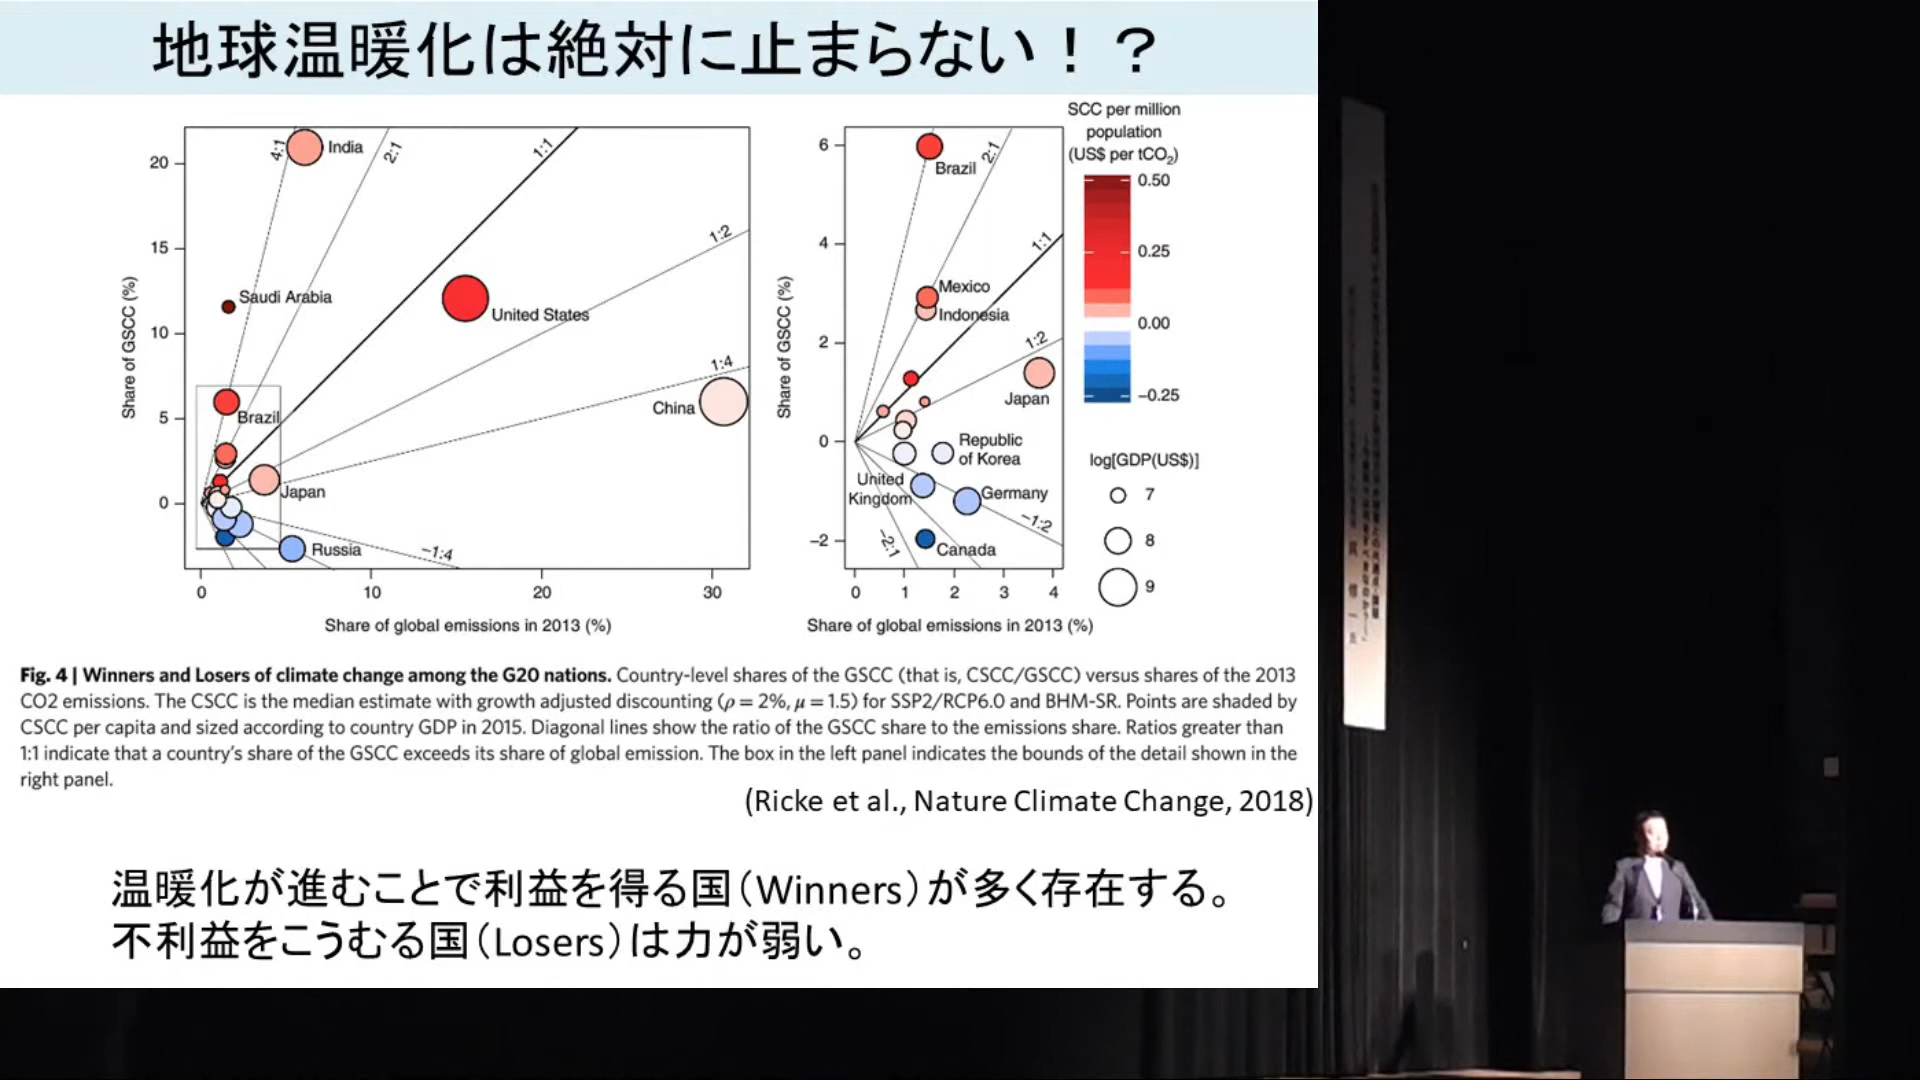 地球温暖化は絶対に止まらない！？
4:1
India
2:1
1:1
1:2
Saudi Arabia
United States
1:4
China
Brazil
Japan
Russia
−1:4
20
15
10
5
0
Share of GSCC (%)
0
10
20
30
Share of global emissions in 2013 (%)
6
4
2
0
−2
Share of GSCC (%)
Brazil
2:1
1:1
Mexico
Indonesia
1:2
Japan
Republic
of Korea
United
Kingdom
Germany
−1:2
−2:1
Canada
0
1
2
3
4
Share of global emissions in 2013 (%)
SCC per million
population
(US$ per tCO₂)
0.50
0.25
0.00
−0.25
log[GDP(US$)]
7
8
9
Fig. 4 | Winners and Losers of climate change among the G20 nations. Country-level shares of the GSCC (that is, CSCC/GSCC) versus shares of the 2013
CO2 emissions. The CSCC is the median estimate with growth adjusted discounting (ρ = 2%, μ = 1.5) for SSP2/RCP6.0 and BHM-SR. Points are shaded by
CSCC per capita and sized according to country GDP in 2015. Diagonal lines show the ratio of the GSCC share to the emissions share. Ratios greater than
1:1 indicate that a country's share of the GSCC exceeds its share of global emission. The box in the left panel indicates the bounds of the detail shown in the
right panel.
(Ricke et al., Nature Climate Change, 2018)
温暖化が進むことで利益を得る国（Winners）が多く存在する。
不利益をこうむる国（Losers）は力が弱い。